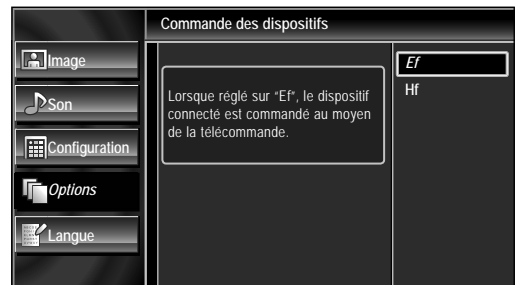 Commande des dispositifs
Image
Son
Configuration
Options
Langue
Lorsque réglé sur “Ef”, le dispositif
connecté est commandé au moyen
de la télécommande.
Ef
Hf